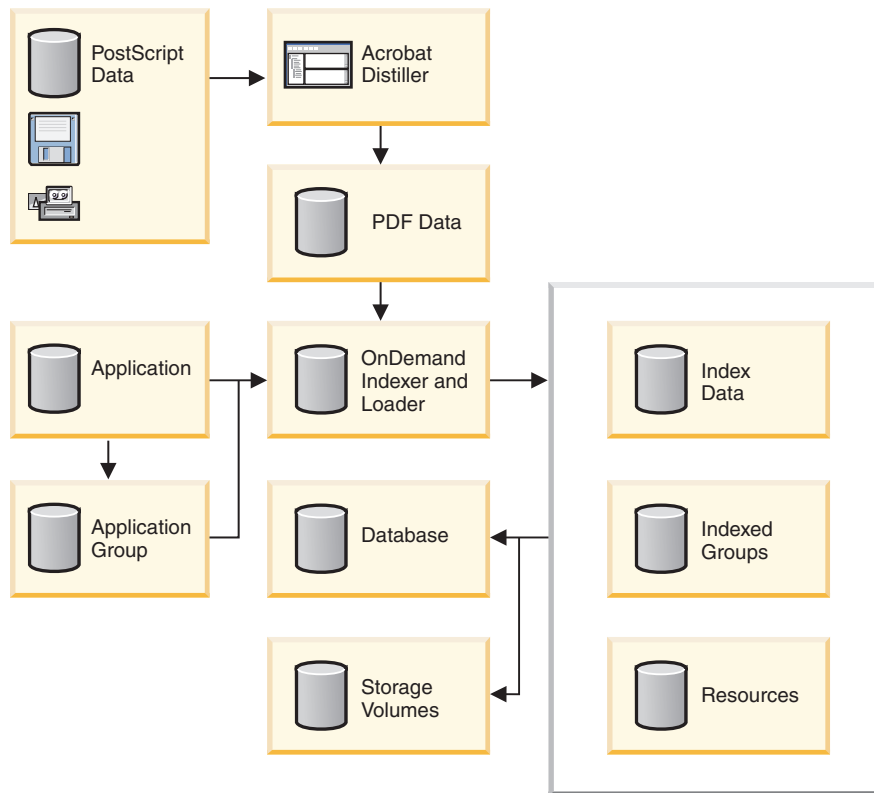 PostScript
Data
Acrobat
Distiller
PDF Data
Application
OnDemand
Indexer and
Loader
Index
Data
Application
Group
Database
Indexed
Groups
Storage
Volumes
Resources